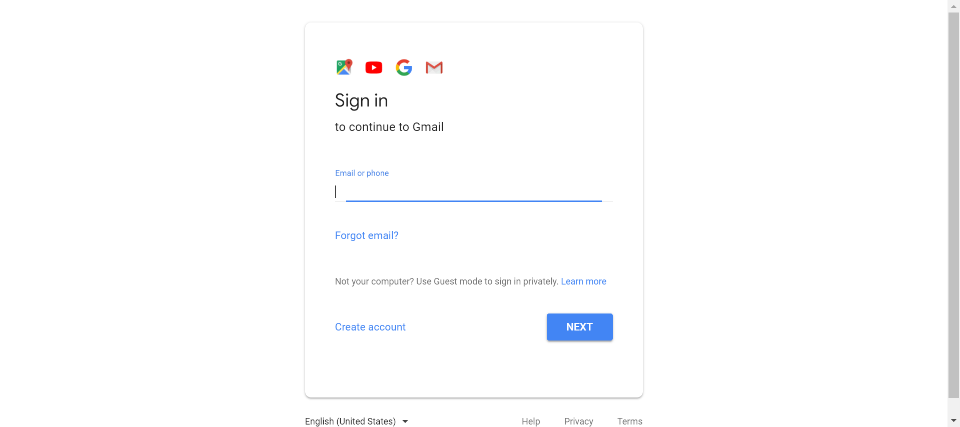 Sign in
to continue to Gmail
Email or phone
Forgot email?
Not your computer? Use Guest mode to sign in privately. Learn more
Create account NEXT
English (United States) Help Privacy Terms